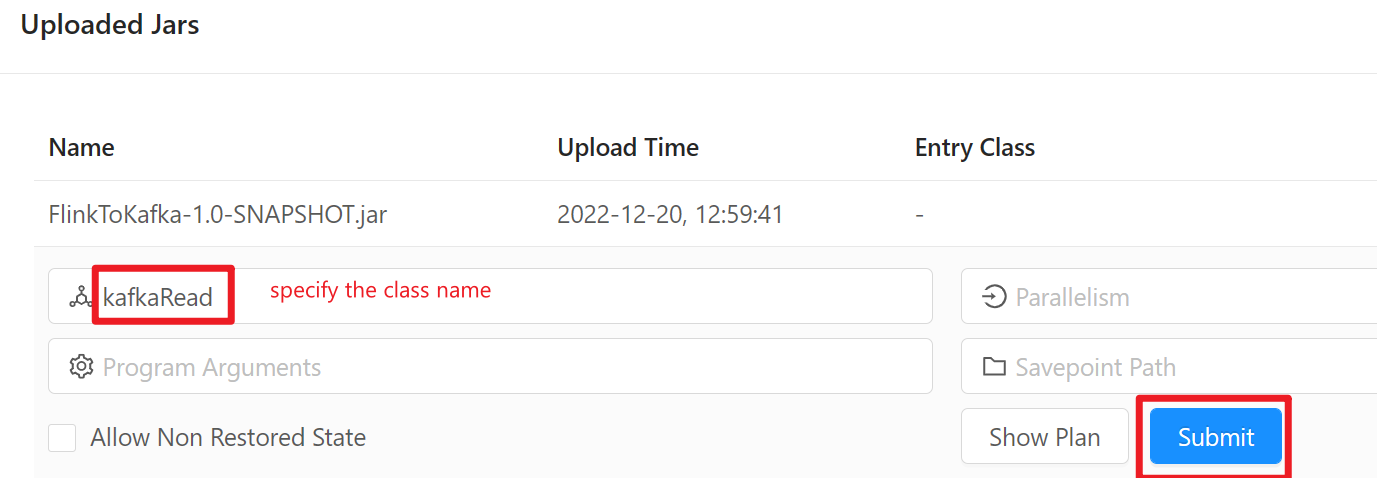 Uploaded Jars
Name Upload Time Entry Class
FlinkToKafka-1.0-SNAPSHOT.jar 2022-12-20, 12:59:41 -
kafkaRead specify the class name Parallelism
Program Arguments Savepoint Path
Allow Non Restored State Show Plan Submit